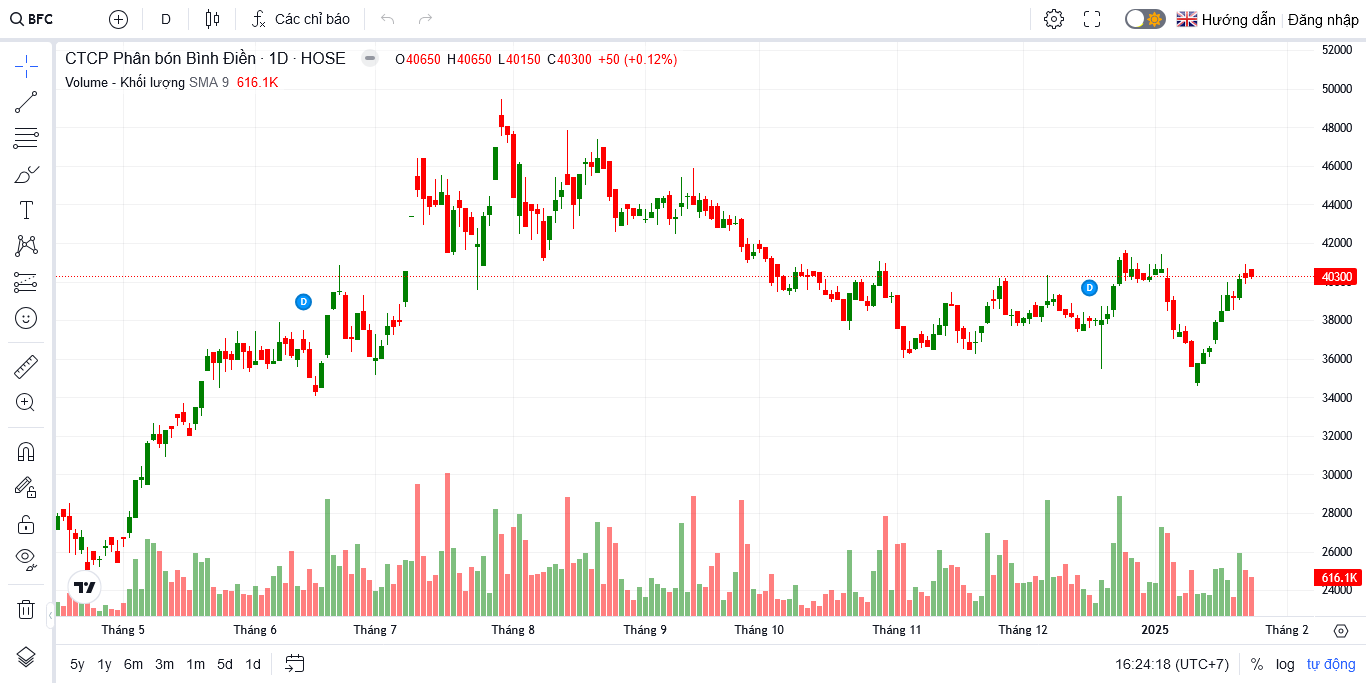 BFC D Các chỉ báo Hướng dẫn Đăng nhập
CTCP Phân bón Bình Điền · 1D · HOSE O40650 H40650 L40150 C40300 +50 (+0.12%)
Volume - Khối lượng SMA 9 616.1K
52000
50000
48000
46000
44000
42000
40300
38000
36000
34000
32000
30000
28000
26000
616.1K
24000
D
D
Tháng 5 Tháng 6 Tháng 7 Tháng 8 Tháng 9 Tháng 10 Tháng 11 Tháng 12 2025 Tháng 2
5y 1y 6m 3m 1m 5d 1d 16:24:18 (UTC+7) % log tự động